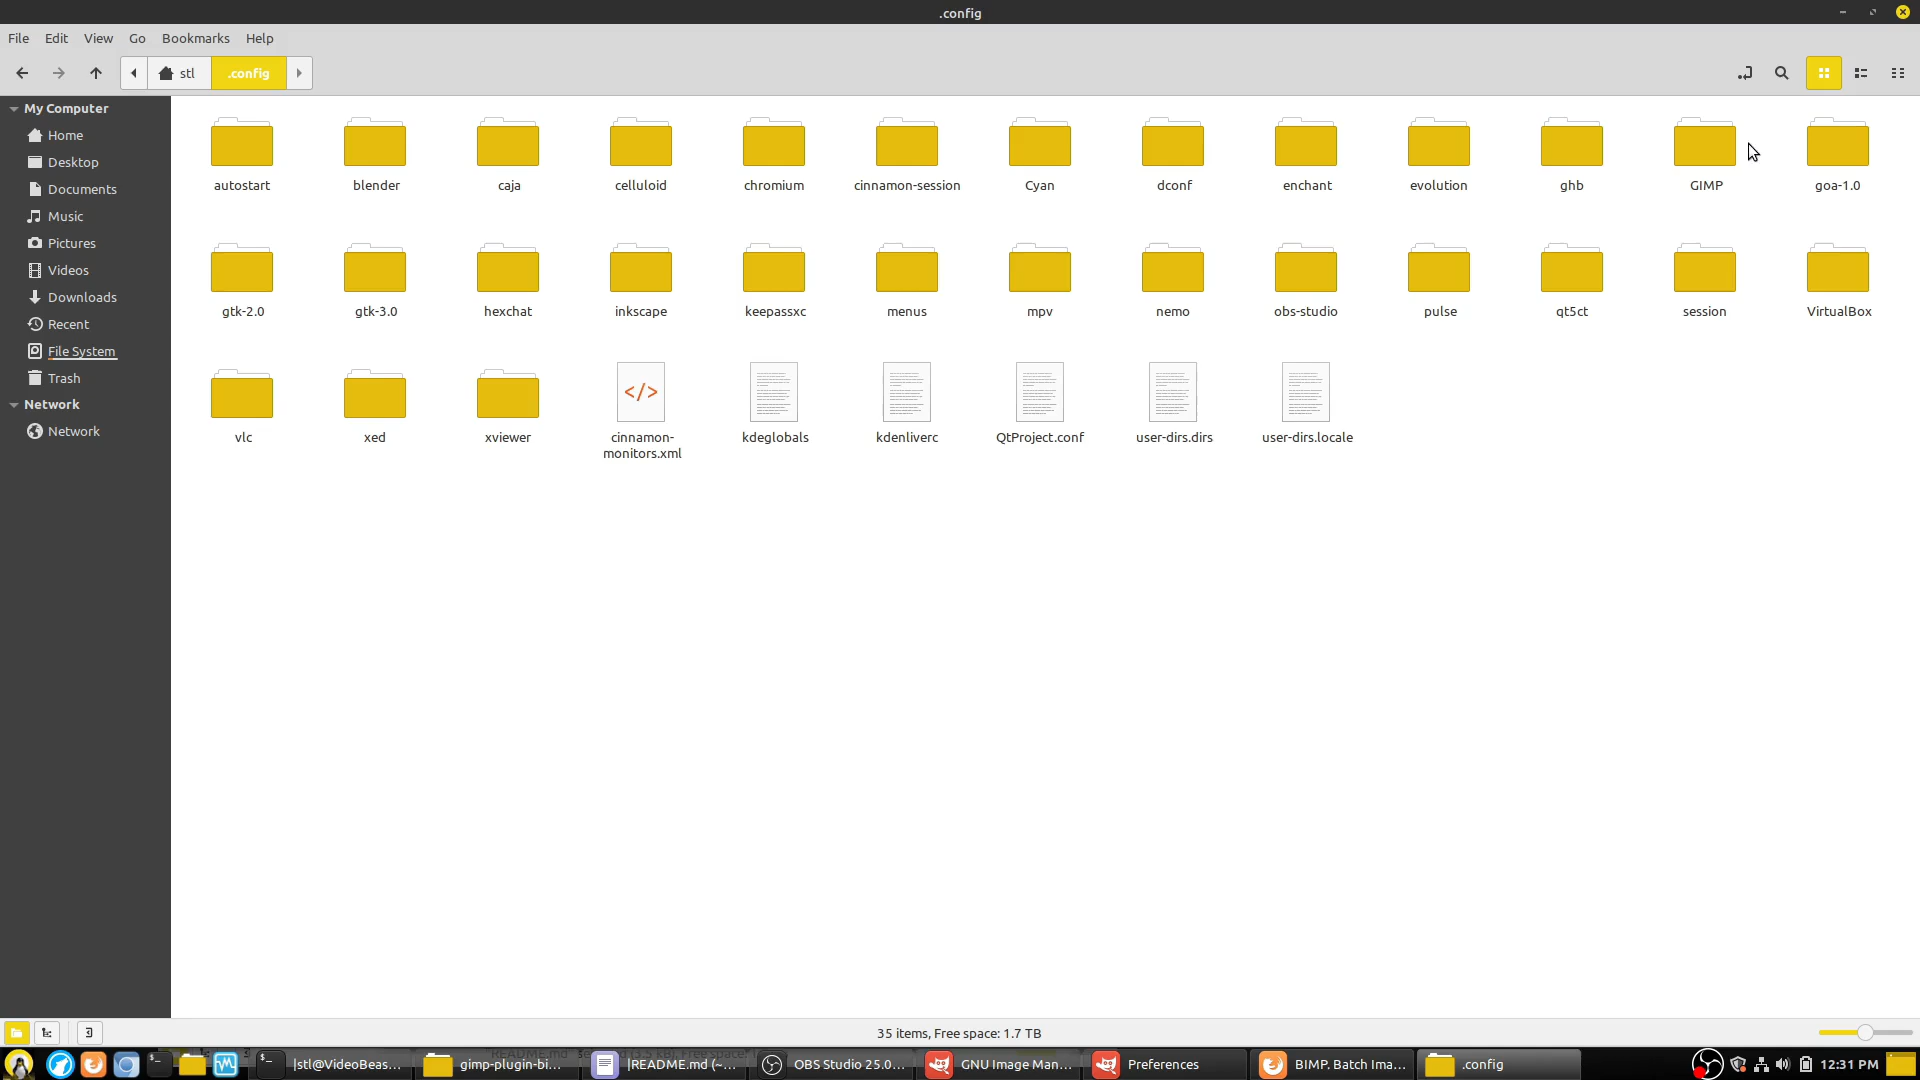 .config
File Edit View Go Bookmarks Help
stl .config
My Computer
Home
Desktop
Documents
Music
Pictures
Videos
Downloads
Recent
File System
Trash
Network
Network
autostart blender caja celluloid chromium cinnamon-session Cyan dconf enchant evolution ghb GIMP goa-1.0
gtk-2.0 gtk-3.0 hexchat inkscape keepassxc menus mpv nemo obs-studio pulse qt5ct session VirtualBox
vlc xed xviewer cinnamon- kdeglobals kdenliverc QtProject.conf user-dirs.dirs user-dirs.locale
monitors.xml
35 items, Free space: 1.7 TB
|stl@VideoBeas... gimp-plugin-bi... |README.md (~... OBS Studio 25.0... GNU Image Man... Preferences BIMP. Batch Ima... .config 12:31 PM